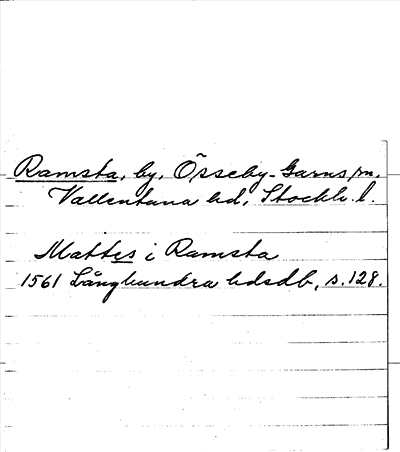 Ramsta, by, Össeby-Garns sn.
Vallentuna hd, Stockh. l.
Mattes i Ramsta
1561 Långhundra hdsdb, s. 128.